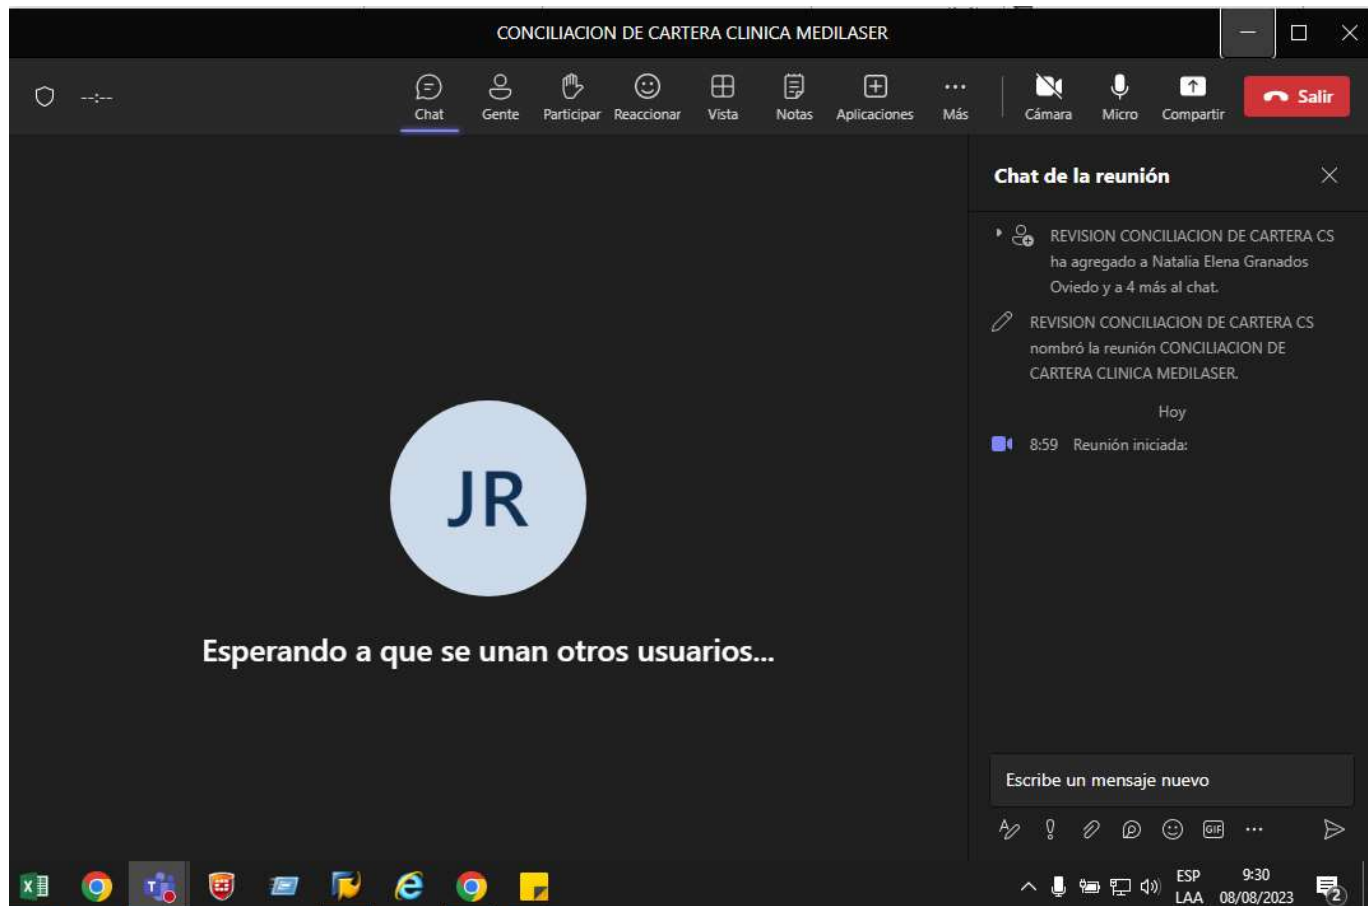 CONCILIACION DE CARTERA CLINICA MEDILASER
--:--
Chat
Gente
Participar
Reaccionar
Vista
Notas
Aplicaciones
Más
Cámara
Micro
Compartir
Salir
Chat de la reunión
REVISION CONCILIACION DE CARTERA CS
ha agregado a Natalia Elena Granados
Oviedo y a 4 más al chat.
REVISION CONCILIACION DE CARTERA CS
nombró la reunión CONCILIACION DE
CARTERA CLINICA MEDILASER.
Hoy
8:59 Reunión iniciada:
JR
Esperando a que se unan otros usuarios...
Escribe un mensaje nuevo
GIF
ESP
LAA
9:30
08/08/2023
2